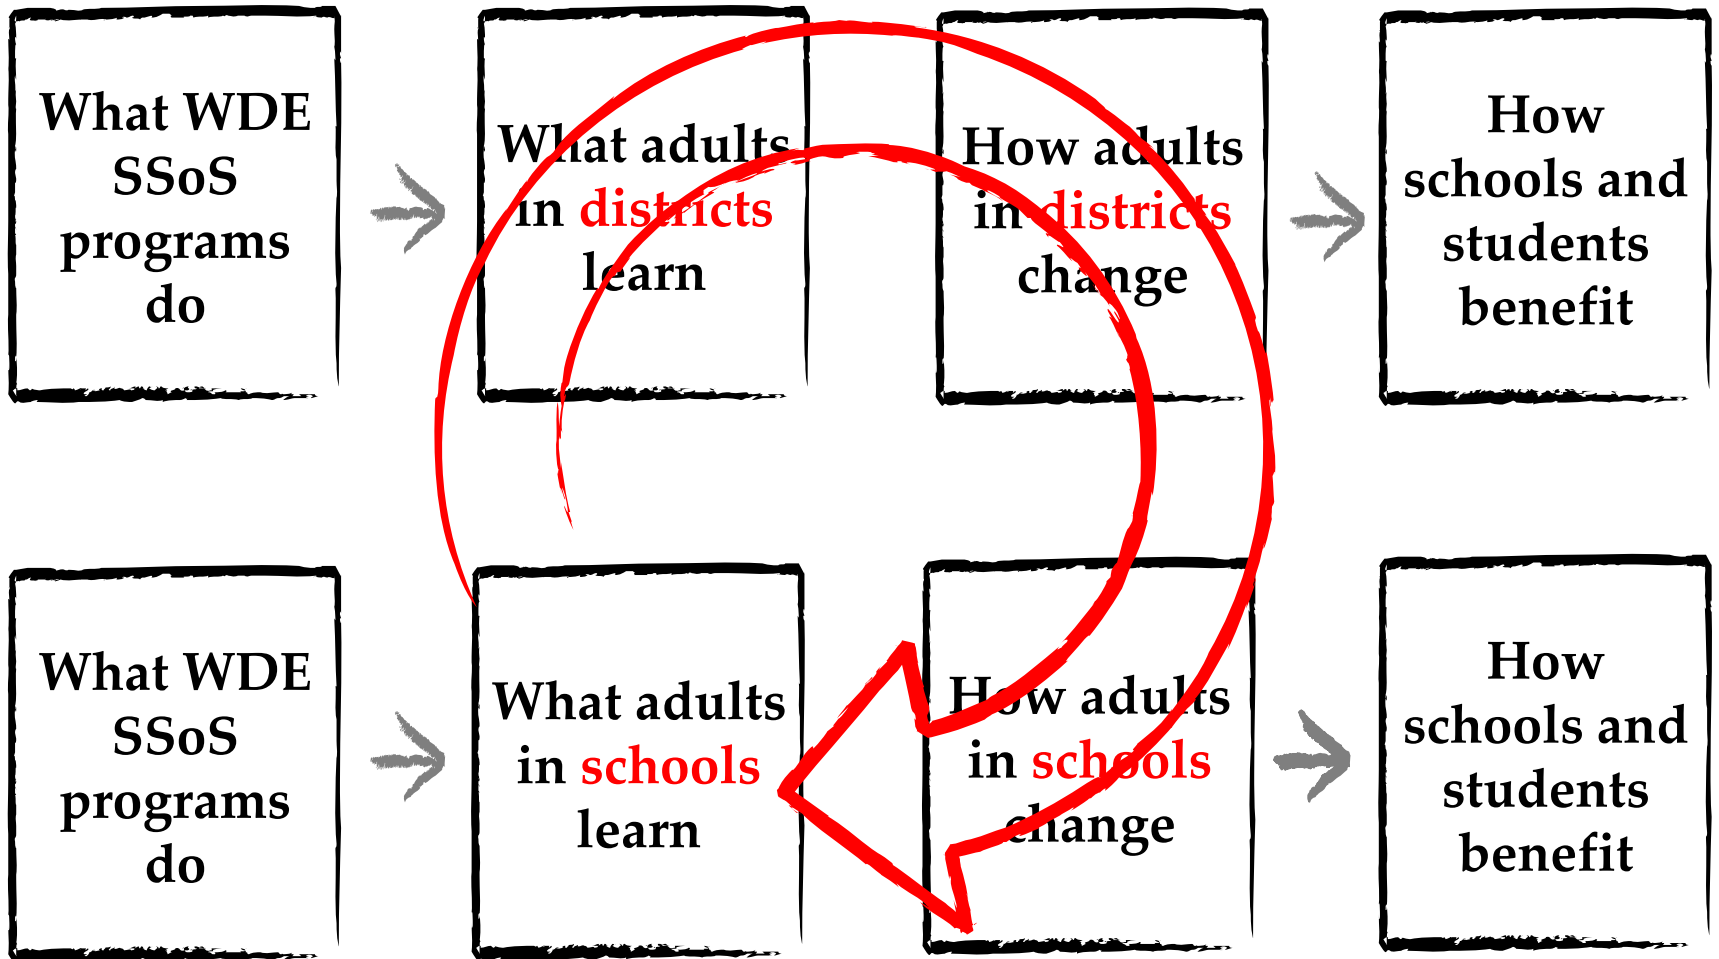 What WDE
SSoS
programs
do
What adults
in districts
learn
How adults
in districts
change
How
schools and
students
benefit
What WDE
SSoS
programs
do
What adults
in schools
learn
How adults
in schools
change
How
schools and
students
benefit